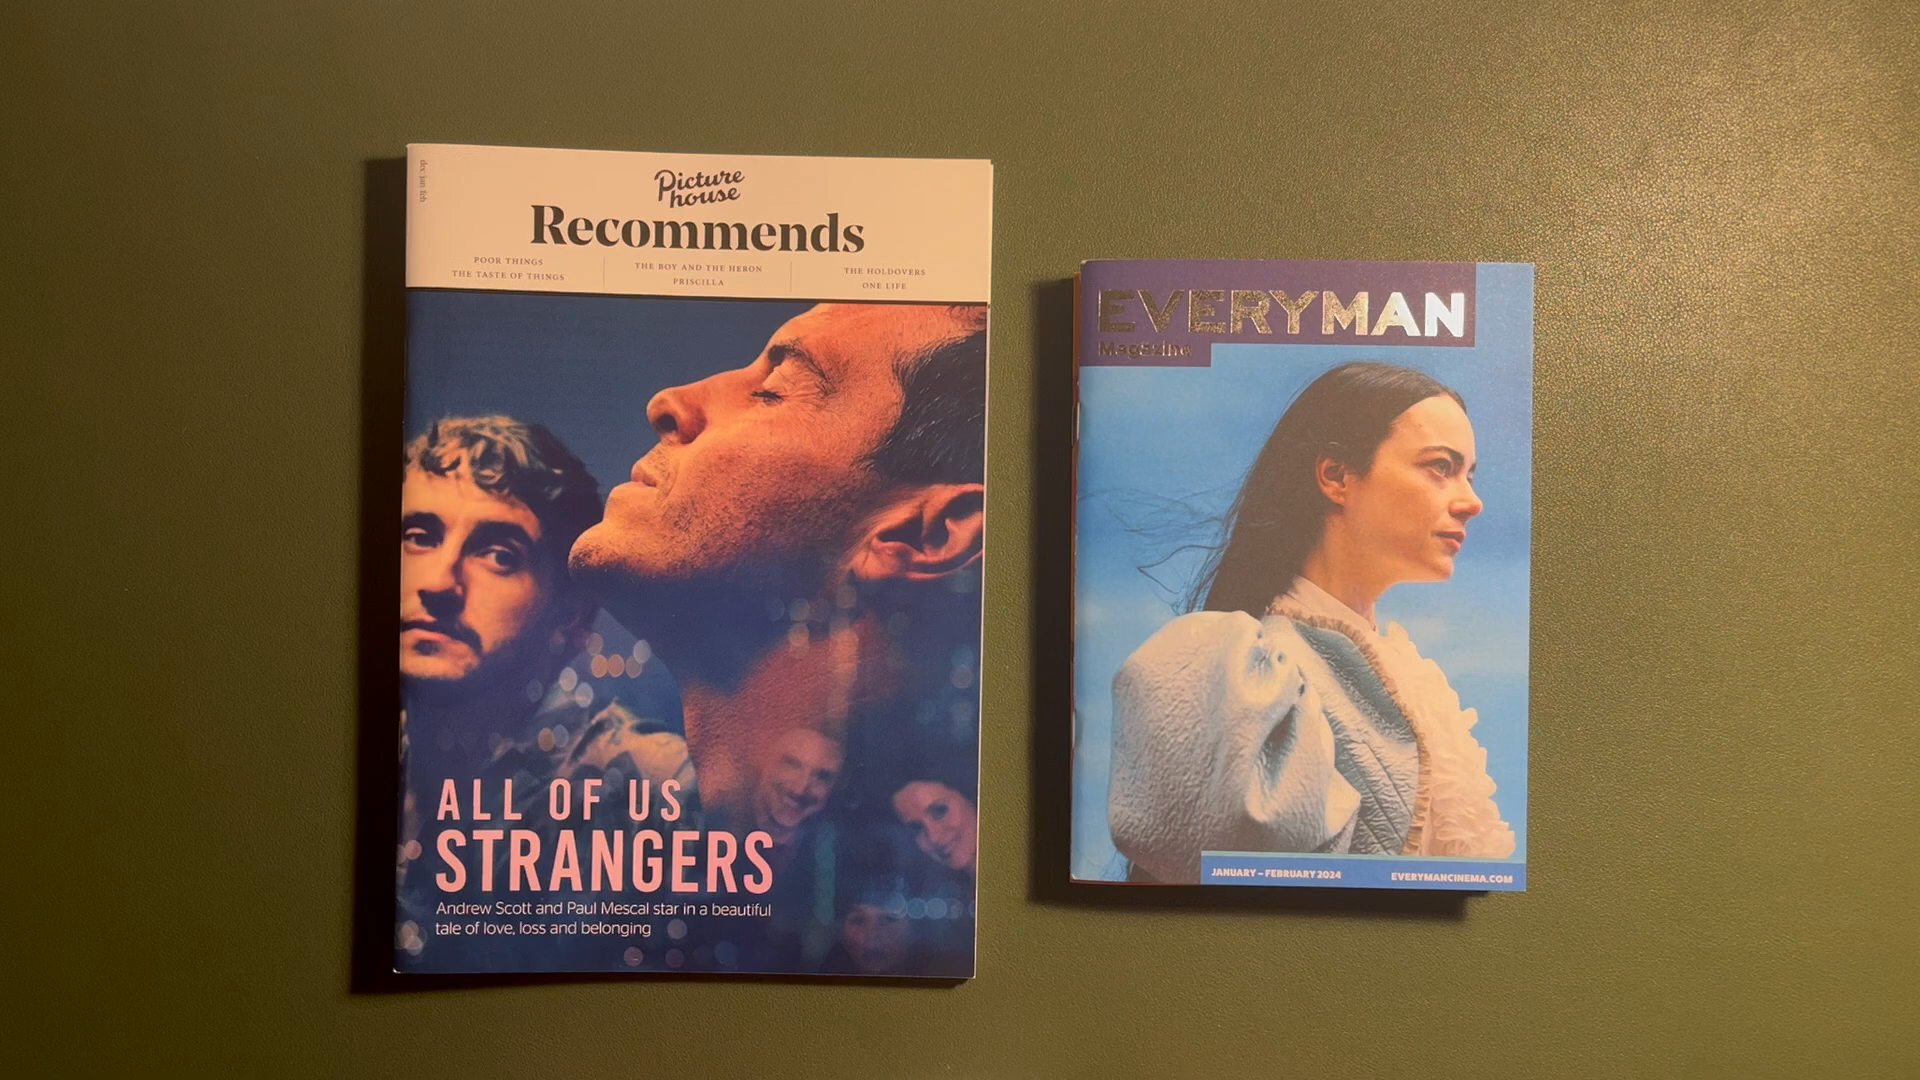 dec jan feb
Picture
house
Recommends
POOR THINGS
THE TASTE OF THINGS
THE BOY AND THE HERON
PRISCILLA
THE HOLDOVERS
ONE LIFE
ALL OF US
STRANGERS
Andrew Scott and Paul Mescal star in a beautiful
tale of love, loss and belonging
EVERYMAN
Magazine
JANUARY – FEBRUARY 2024
EVERYMANCINEMA.COM